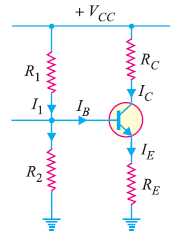 + V_CC
R_1
R_C
I_1
I_B
I_C
R_2
I_E
R_E